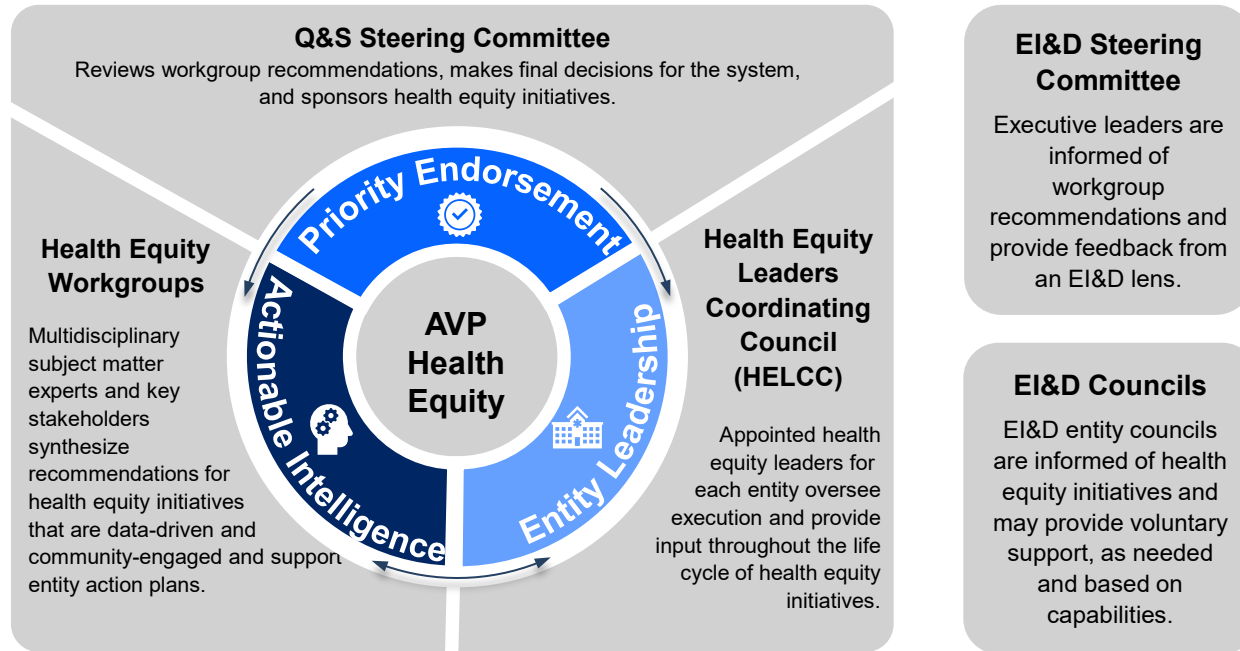 Q&S Steering Committee
Reviews workgroup recommendations, makes final decisions for the system,
and sponsors health equity initiatives.
Priority Endorsement
Health Equity
Workgroups
Multidisciplinary
subject matter
experts and key
stakeholders
synthesize
recommendations for
health equity initiatives
that are data-driven and
community-engaged and support
entity action plans.
Actionable Intelligence
AVP
Health
Equity
Entity Leadership
Health Equity
Leaders
Coordinating
Council
(HELCC)
Appointed health
equity leaders for
each entity oversee
execution and provide
input throughout the life
cycle of health equity
initiatives.
EI&D Steering
Committee
Executive leaders are
informed of
workgroup
recommendations and
provide feedback from
an EI&D lens.
EI&D Councils
EI&D entity councils
are informed of health
equity initiatives and
may provide voluntary
support, as needed
and based on
capabilities.